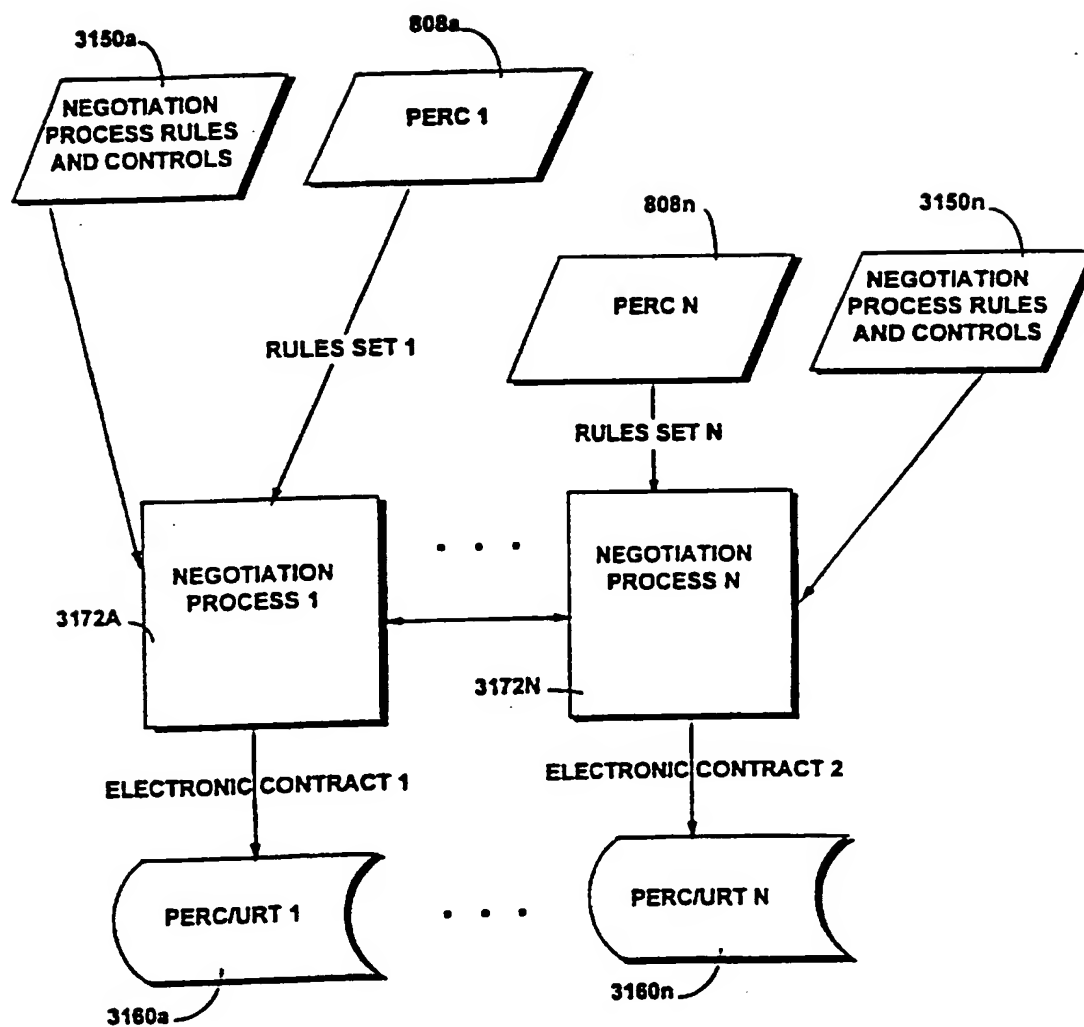 3150a
808a
NEGOTIATION
PROCESS RULES
AND CONTROLS
PERC 1
808n
3150n
PERC N
NEGOTIATION
PROCESS RULES
AND CONTROLS
RULES SET 1
RULES SET N
NEGOTIATION
PROCESS 1
. . .
NEGOTIATION
PROCESS N
3172A
3172N
ELECTRONIC CONTRACT 1
ELECTRONIC CONTRACT 2
PERC/URT 1
. . .
PERC/URT N
3160a
3160n